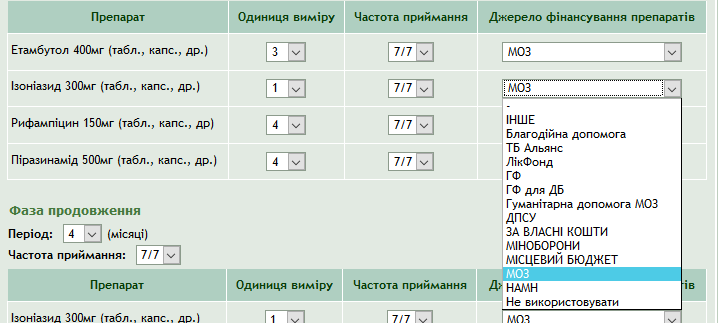 Препарат Одиниця виміру Частота приймання Джерело фінансування препаратів
Етамбутол 400мг (табл., капс., др.) 3 7/7 МОЗ
Ізоніазид 300мг (табл., капс., др.) 1 7/7 МОЗ
-
ІНШЕ
Рифампіцин 150мг (табл., капс., др) 4 7/7
Благодійна допомога
ТБ Альянс
ЛікФонд
Піразинамід 500мг (табл., капс., др.) 4 7/7
ГФ
ГФ для ДБ
Гуманітарна допомога МОЗ
Фаза продовження
ДПСУ
Період: 4 (місяці)
ЗА ВЛАСНІ КОШТИ
МІНОБОРОНИ
Частота приймання: 7/7
МІСЦЕВИЙ БЮДЖЕТ
МОЗ
НАМН
Не використовувати
Препарат Одиниця виміру Частота приймання Дж ів
Ізоніазид 300мг (табл., капс., др.) 1 7/7 МОЗ